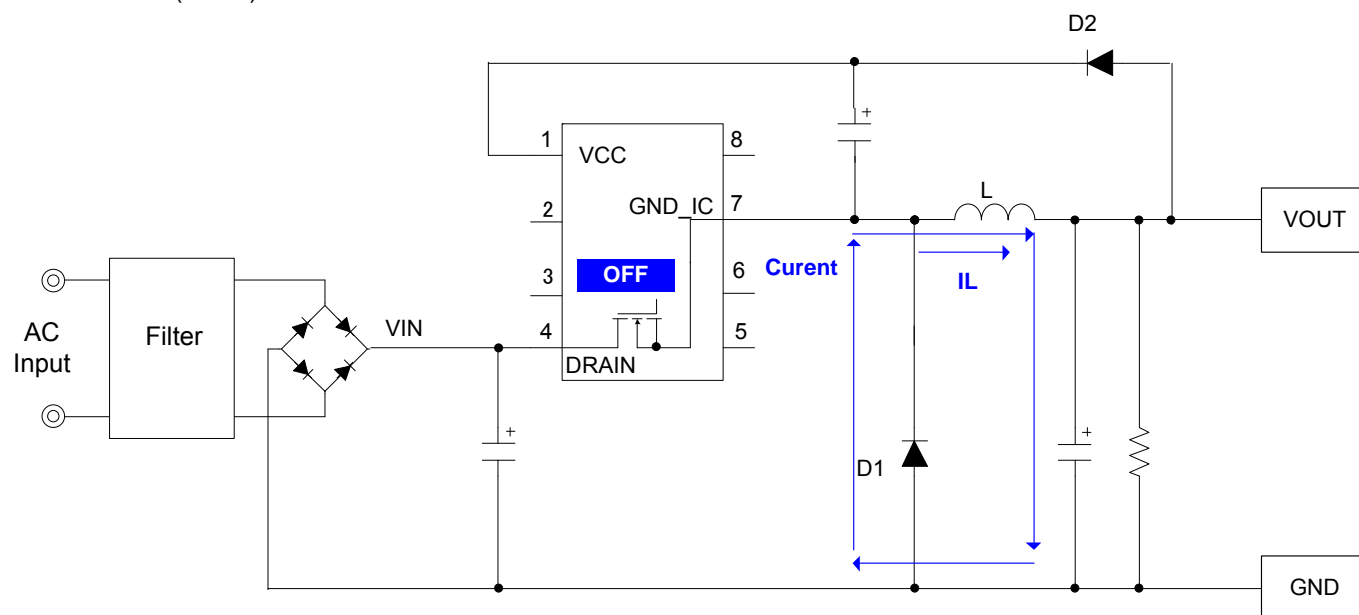 D2
1
VCC
8
2
GND_IC
7
L
VOUT
3
OFF
6
Curent
IL
AC
Input
Filter
VIN
4
DRAIN
5
+
+
+
D1
GND